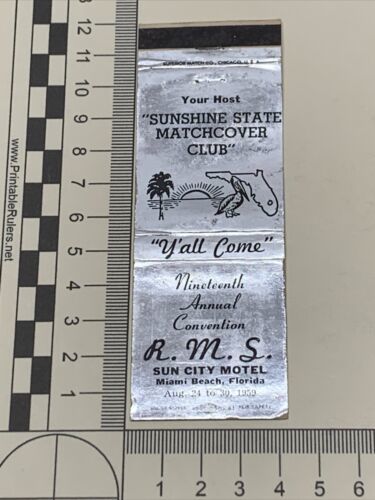 SUPERIOR MATCH CO., CHICAGO, U.S.A.
Your Host
"SUNSHINE STATE
MATCHCOVER
CLUB"
"Y'all Come"
Nineteenth
Annual
Convention
R. M. S.
SUN CITY MOTEL
Miami Beach, Florida
Aug. 24 to 30, 1959
www.PrintableRulers.net
13
12
11
10
9
8
7
6
5
4
3
2
1
1 2 3 4 5 6